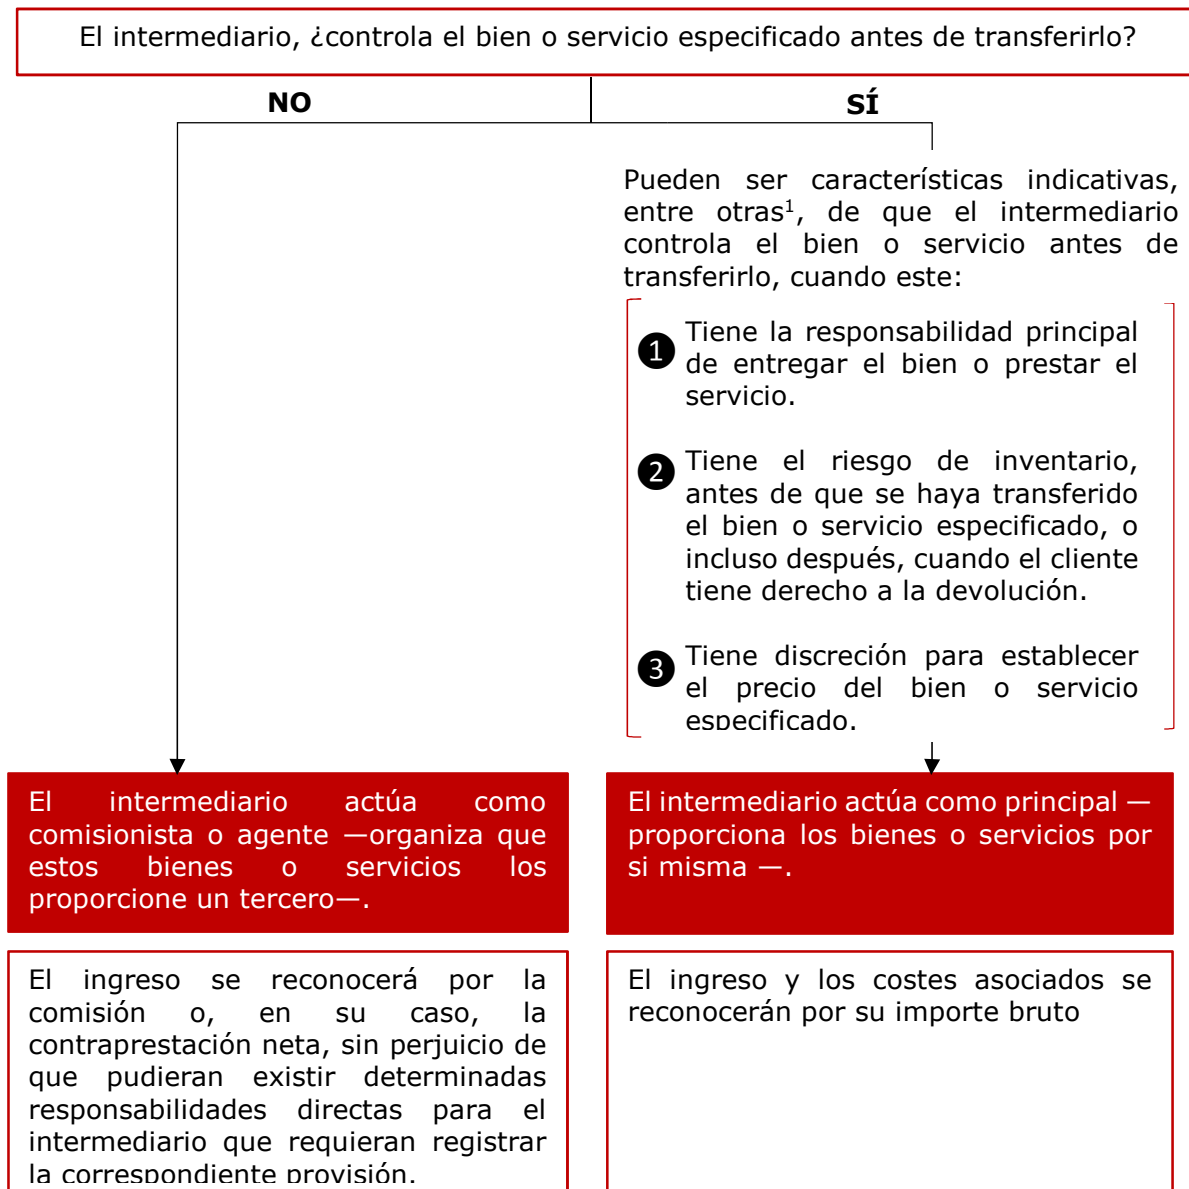 El intermediario, ¿controla el bien o servicio especificado antes de transferirlo?
NO
SÍ
Pueden ser características indicativas,
entre otras1, de que el intermediario
controla el bien o servicio antes de
transferirlo, cuando este:
1 Tiene la responsabilidad principal
de entregar el bien o prestar el
servicio.
2 Tiene el riesgo de inventario,
antes de que se haya transferido
el bien o servicio especificado, o
incluso después, cuando el cliente
tiene derecho a la devolución.
3 Tiene discreción para establecer
el precio del bien o servicio
especificado.
El intermediario actúa como
comisionista o agente —organiza que
estos bienes o servicios los
proporcione un tercero—.
El intermediario actúa como principal —
proporciona los bienes o servicios por
si misma —.
El ingreso se reconocerá por la
comisión o, en su caso, la
contraprestación neta, sin perjuicio de
que pudieran existir determinadas
responsabilidades directas para el
intermediario que requieran registrar
la correspondiente provisión.
El ingreso y los costes asociados se
reconocerán por su importe bruto